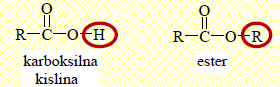 O O
R—C—O—H R—C—O—R
karboksilna ester
kislina